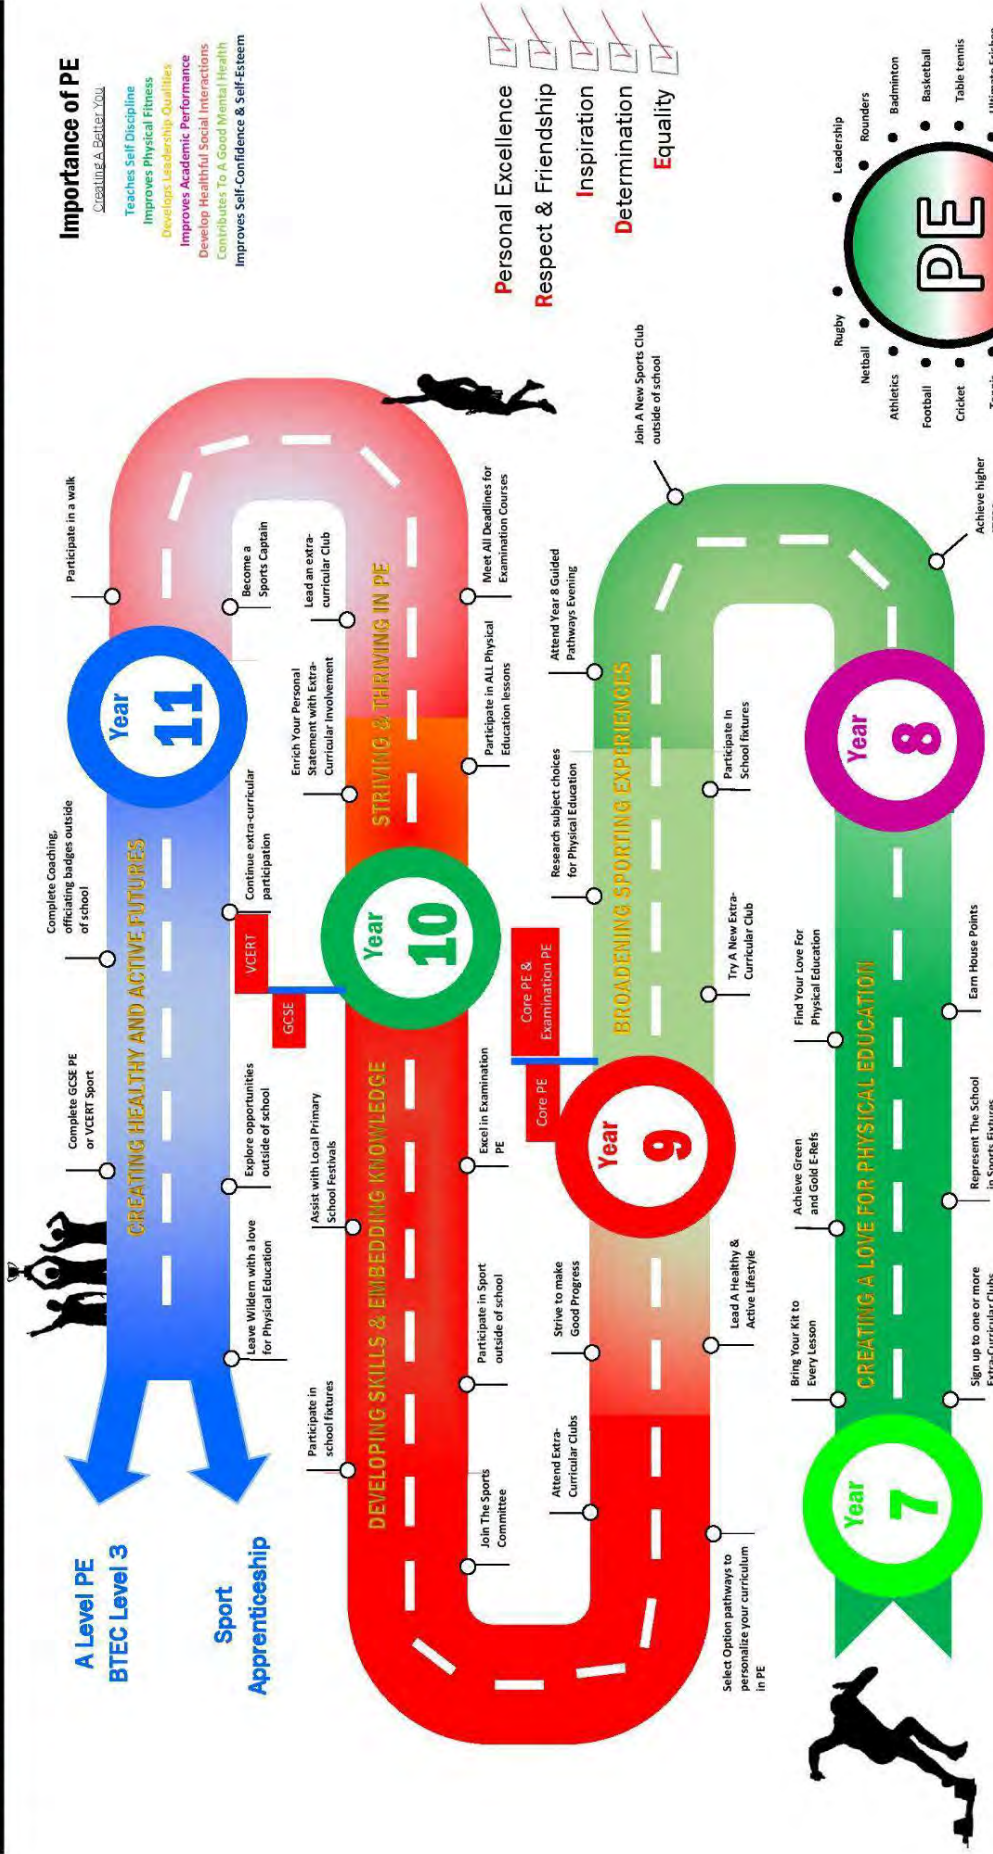 Importance of PE
Creating A Better You
Teaches Self Discipline
Improves Physical Fitness
Develops Leadership Qualities
Improves Academic Performance
Develop Healthful Social Interactions
Contributes To A Good Mental Health
Improves Self-Confidence & Self-Esteem
A Level PE
BTEC Level 3
Sport
Apprenticeship
Complete GCSE PE
or VCERT Sport
Complete Coaching,
officiating badges outside
of school
Participate in a walk
CREATING HEALTHY AND ACTIVE FUTURES
Year
11
Leave Wildern with a love
for Physical Education
Explore opportunities
outside of school
Continue extra-curricular
participation
Become a
Sports Captain
VCERT
GCSE
Participate in
school fixtures
Assist with Local Primary
School Festivals
Enrich Your Personal
Statement with Extra-
Curricular Involvement
Lead an extra-
curricular Club
DEVELOPING SKILLS & EMBEDDING KNOWLEDGE
Year
10
STRIVING & THRIVING IN PE
Join The Sports
Committee
Participate in Sport
outside of school
Excel in Examination
PE
Participate in ALL Physical
Education lessons
Meet All Deadlines for
Examination Courses
Personal Exellence
Respect & Friendship
Inspiration
Determination
Equality
Core PE
Core PE &
Examination PE
Attend Extra-
Curricular Clubs
Strive to make
Good Progress
Research subject choices
for Physical Education
Attend Year 8 Guided
Pathways Evening
Join A New Sports Club
outside of school
Year
9
BROADENING SPORTING EXPERIENCES
Select Option pathways to
personalize your curriculum
in PE
Lead A Healthy &
Active Lifestyle
Try A New Extra-
Curricular Club
Participate In
School fixtures
Bring Your Kit to
Every Lesson
Achieve Green
and Gold E-Refs
Find Your Love For
Physical Education
Year
7
CREATING A LOVE FOR PHYSICAL EDUCATION
Year
8
Sign up to one or more
Extra-Curricular Clubs
Represent The School
in Sports Fixtures
Earn House Points
Achieve higher
Rugby
Leadership
Netball
Rounders
Athletics
Badminton
Football
Basketball
Cricket
Table tennis
Tennis
Ultimate Frisbee
PE